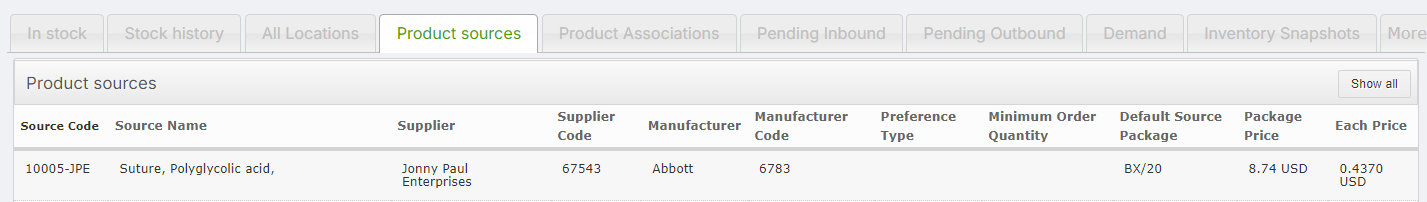 In stock Stock history All Locations Product sources Product Associations Pending Inbound Pending Outbound Demand Inventory Snapshots More
Product sources Show all
Source Code Source Name Supplier Supplier Code Manufacturer Manufacturer Code Preference Type Minimum Order Quantity Default Source Package Package Price Each Price
10005-JPE Suture, Polyglycolic acid, Jonny Paul Enterprises 67543 Abbott 6783 BX/20 8.74 USD 0.4370 USD